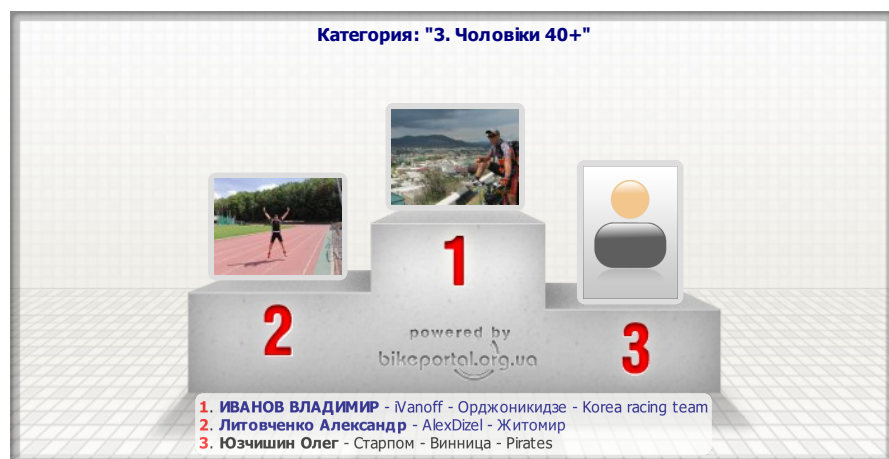 Категория: "3. Чоловіки 40+"
1
2
3
powered by
bikeportal.org.ua
1. ИВАНОВ ВЛАДИМИР - iVanoff - Орджоникидзе - Korea racing team
2. Литовченко Александр - AlexDizel - Житомир
3. Юзчишин Олег - Старпом - Винница - Pirates